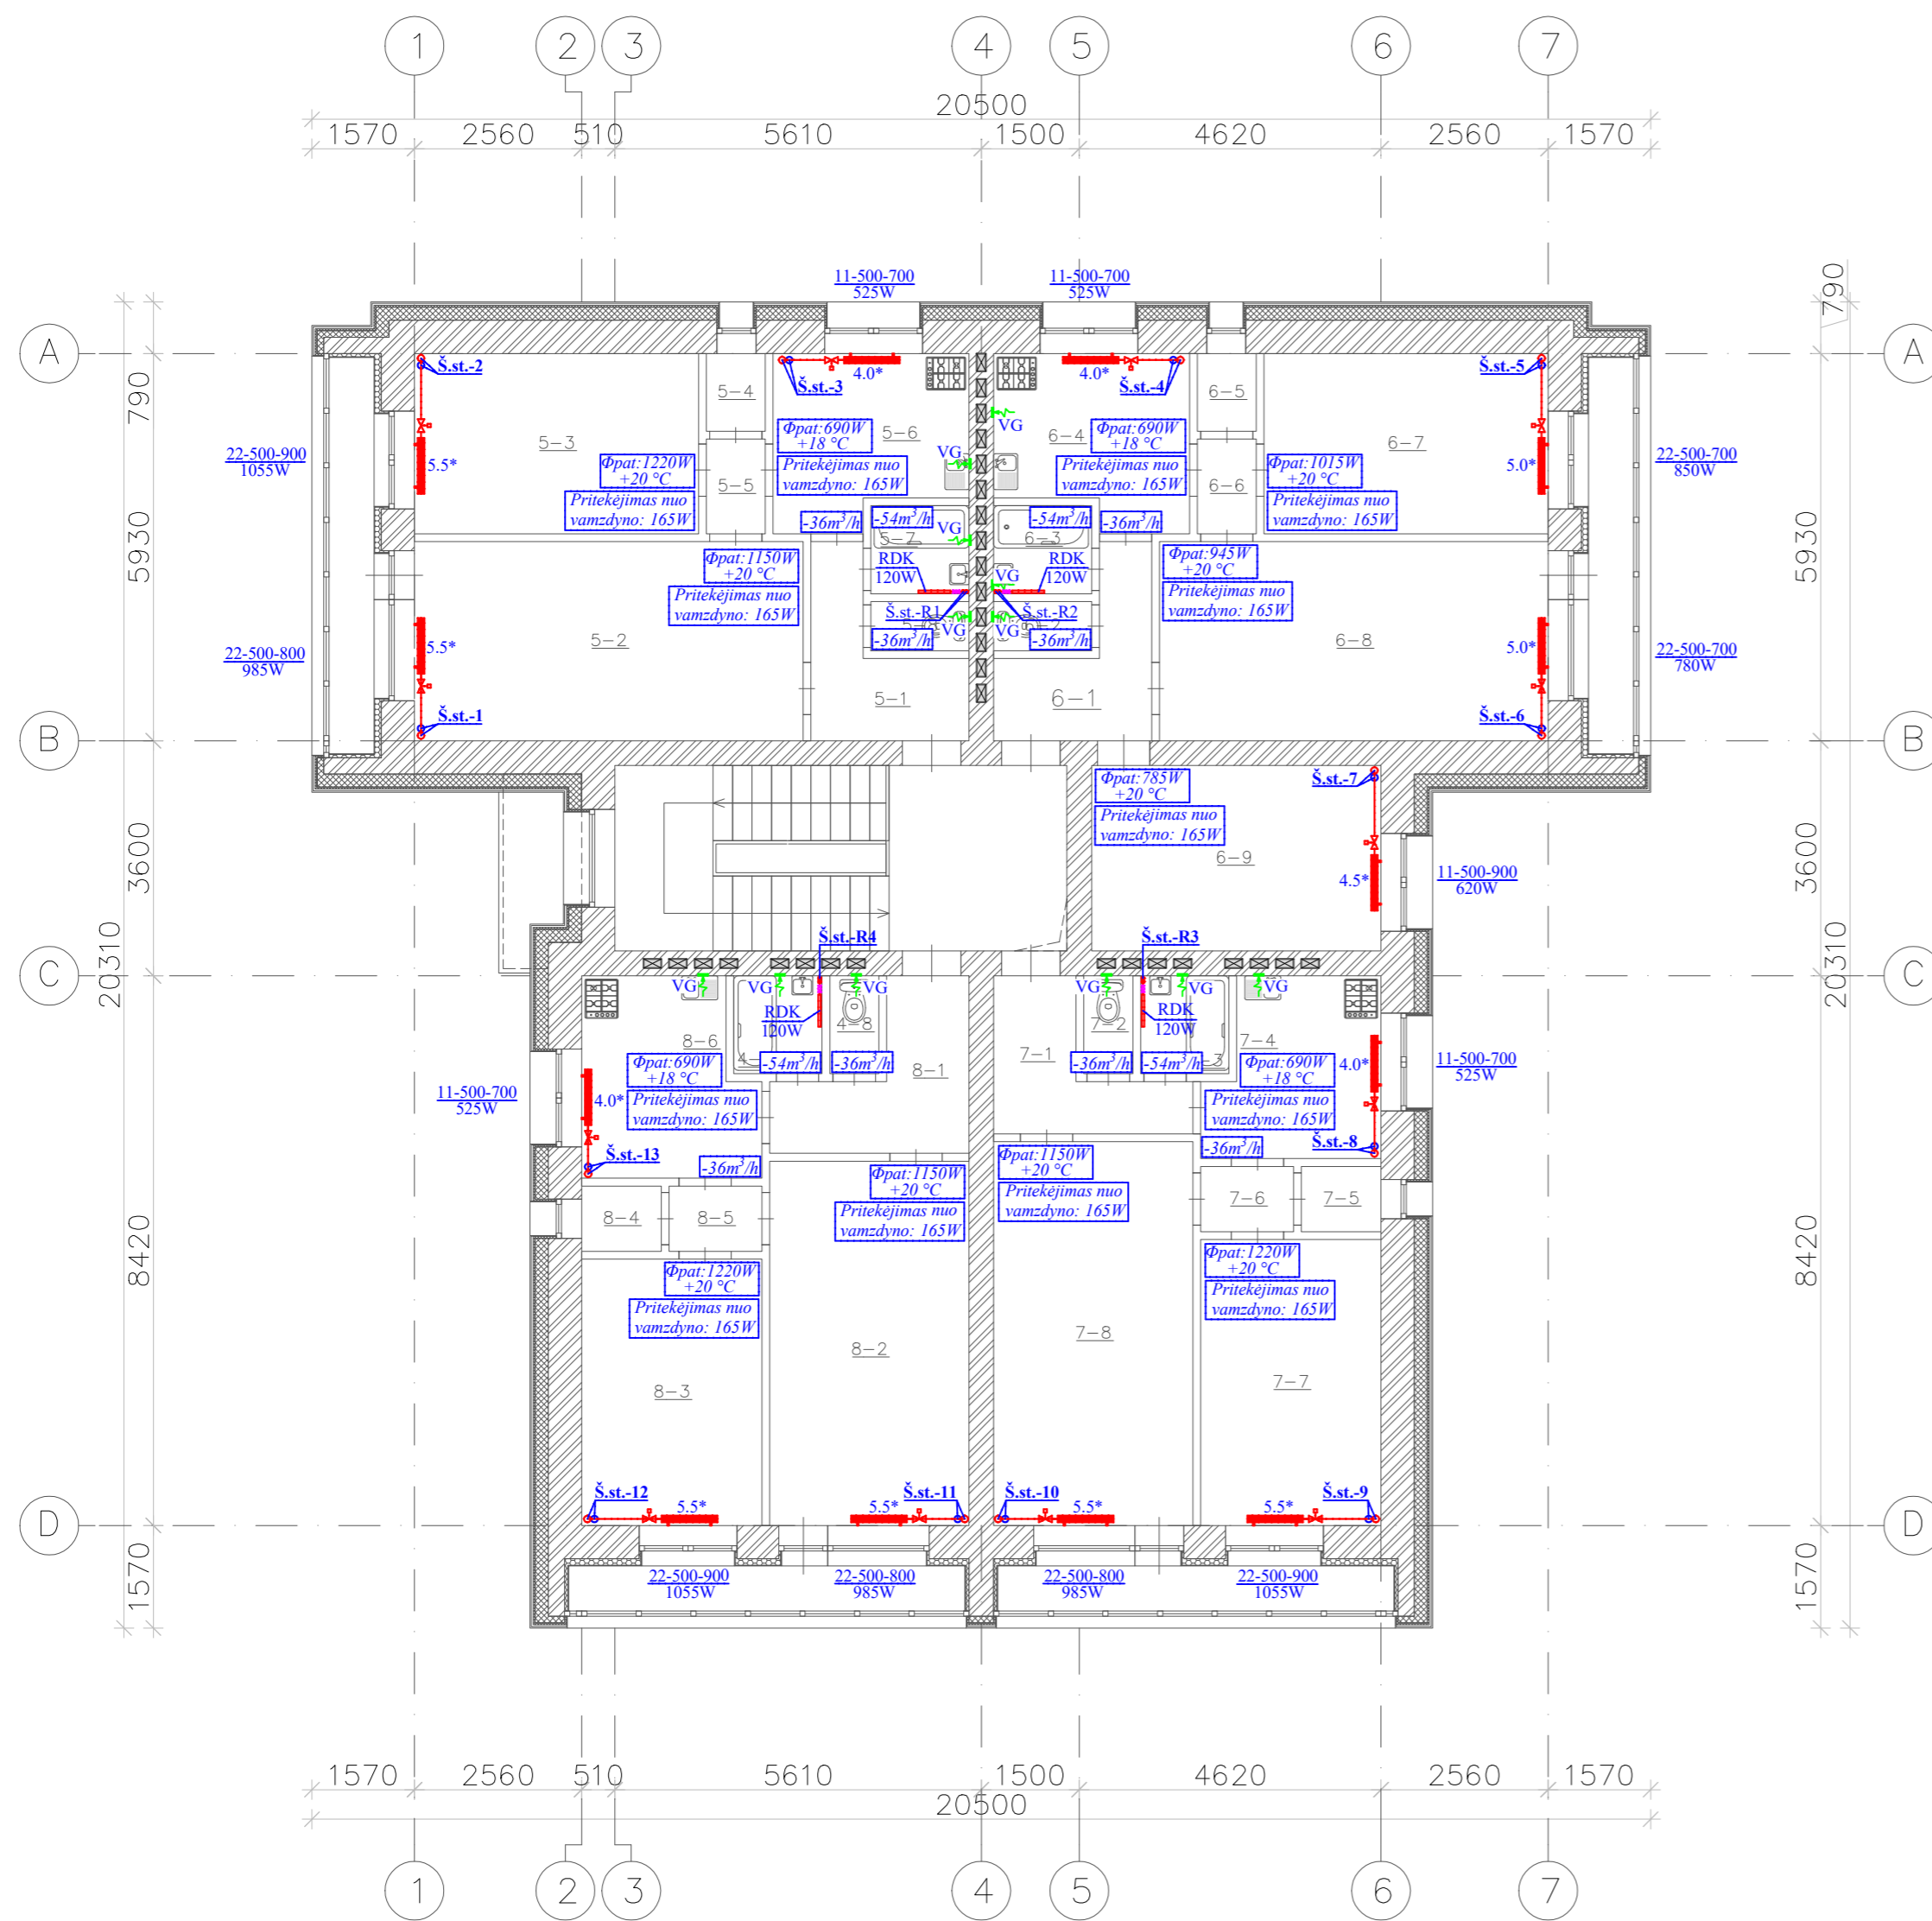 1 2 3 4 5 6 7
20500
1570 2560 510 5610 1500 4620 2560 1570
790
11-500-700
525W
11-500-700
525W
A
A
790
5930
3600
20310
8420
1570
5930
3600
20310
8420
1570
Š.st.-2
5-3
5.5*
22-500-900
1055W
Φpat:1220W
+20 °C
Pritekėjimas nuo
vamzdyno: 165W
5-4
5-5
Š.st.-3
4.0*
Φpat:690W
+18 °C
5-6
Pritekėjimas nuo
vamzdyno: 165W
VG
-36m³/h
-54m³/h
5-7
VG
RDK
120W
Š.st.-R1
VG
-36m³/h
5-1
Φpat:1150W
+20 °C
Pritekėjimas nuo
vamzdyno: 165W
5-2
22-500-800
985W
5.5*
Š.st.-1
4.0*
Š.st.-4
VG
6-4
Φpat:690W
+18 °C
Pritekėjimas nuo
vamzdyno: 165W
-54m³/h
-36m³/h
6-3
RDK
120W
VG
Š.st.-R2
VG
-36m³/h
6-1
6-5
6-6
Š.st.-5
6-7
Φpat:1015W
+20 °C
Pritekėjimas nuo
vamzdyno: 165W
5.0*
22-500-700
850W
Φpat:945W
+20 °C
Pritekėjimas nuo
vamzdyno: 165W
6-8
5.0*
22-500-700
780W
Š.st.-6
B
B
Φpat:785W
+20 °C
Pritekėjimas nuo
vamzdyno: 165W
Š.st.-7
6-9
4.5*
11-500-900
620W
Š.st.-R4
Š.st.-R3
C
C
VG
VG
VG
RDK
120W
4-8
8-6
-54m³/h
-36m³/h
8-1
Φpat:690W
+18 °C
Pritekėjimas nuo
vamzdyno: 165W
11-500-700
525W
4.0*
Š.st.-13
-36m³/h
8-4
8-5
Φpat:1150W
+20 °C
Pritekėjimas nuo
vamzdyno: 165W
Φpat:1220W
+20 °C
Pritekėjimas nuo
vamzdyno: 165W
8-2
8-3
VG
VG
VG
7-2
RDK
120W
7-4
7-1
-36m³/h
-54m³/h
Φpat:690W
+18 °C
Pritekėjimas nuo
vamzdyno: 165W
4.0*
11-500-700
525W
-36m³/h
Š.st.-8
Φpat:1150W
+20 °C
Pritekėjimas nuo
vamzdyno: 165W
7-6
7-5
Φpat:1220W
+20 °C
Pritekėjimas nuo
vamzdyno: 165W
7-8
7-7
Š.st.-12
5.5*
5.5*
Š.st.-11
Š.st.-10
5.5*
5.5*
Š.st.-9
D
D
22-500-900
1055W
22-500-800
985W
22-500-800
985W
22-500-900
1055W
1570 2560 510 5610 1500 4620 2560 1570
20500
1 2 3 4 5 6 7